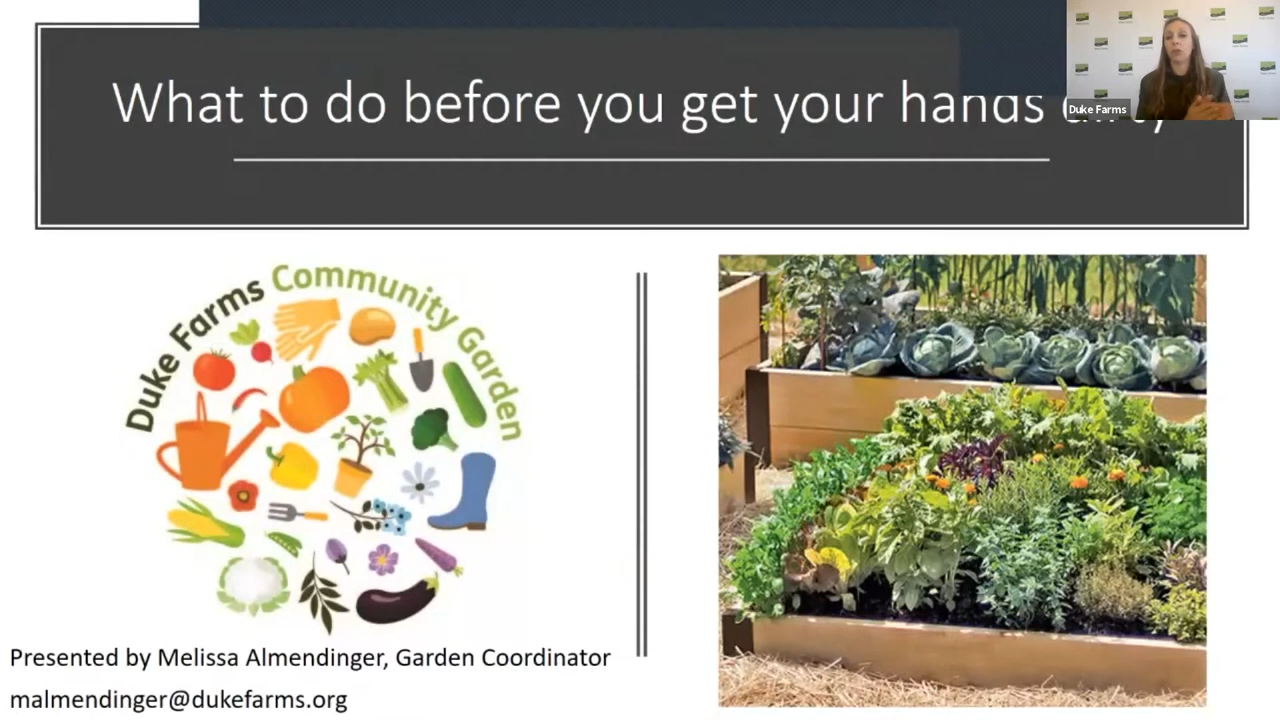 What to do before you get your hands
Duke Farms
Duke Farms Community Garden
Presented by Melissa Almendinger, Garden Coordinator
malmendinger@dukefarms.org